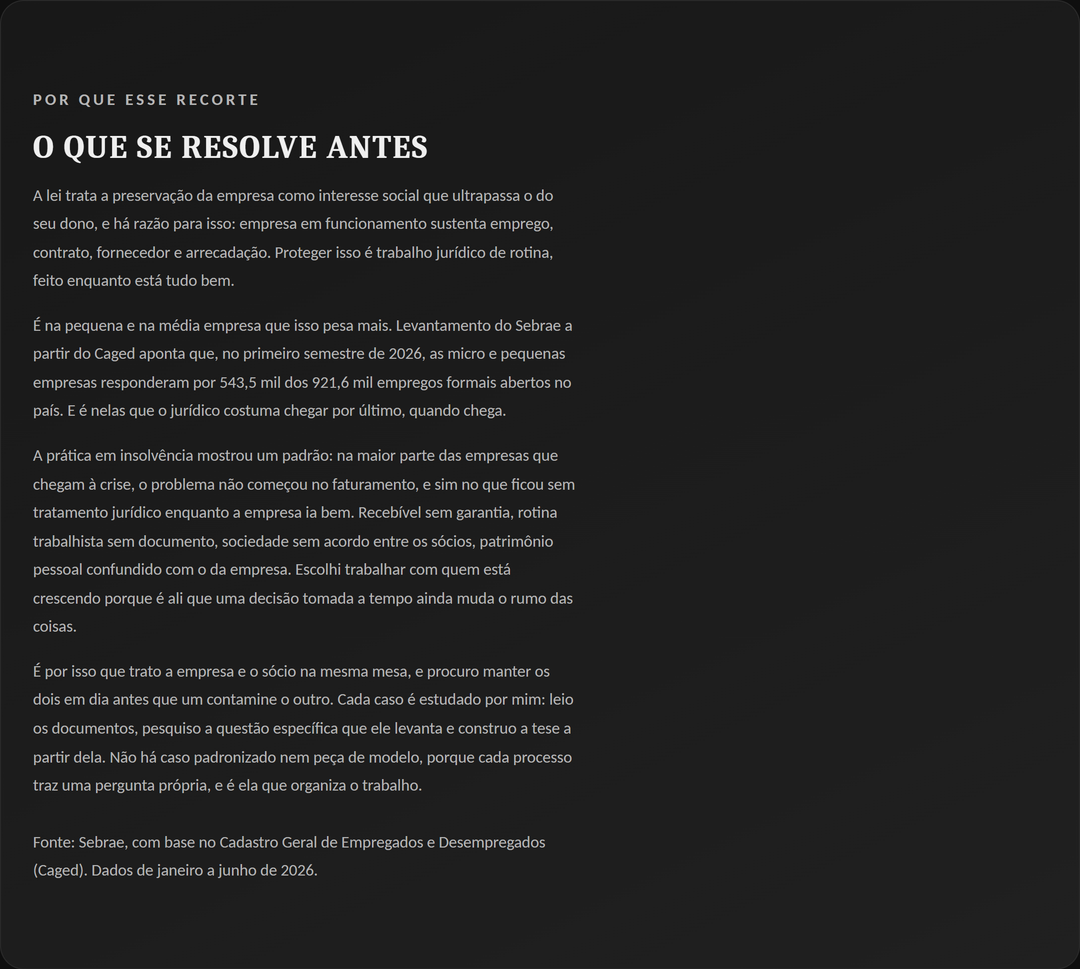 POR QUE ESSE RECORTE
O QUE SE RESOLVE ANTES
A lei trata a preservação da empresa como interesse social que ultrapassa o do
seu dono, e há razão para isso: empresa em funcionamento sustenta emprego,
contrato, fornecedor e arrecadação. Proteger isso é trabalho jurídico de rotina,
feito enquanto está tudo bem.
É na pequena e na média empresa que isso pesa mais. Levantamento do Sebrae a
partir do Caged aponta que, no primeiro semestre de 2026, as micro e pequenas
empresas responderam por 543,5 mil dos 921,6 mil empregos formais abertos no
país. E é nelas que o jurídico costuma chegar por último, quando chega.
A prática em insolvência mostrou um padrão: na maior parte das empresas que
chegam à crise, o problema não começou no faturamento, e sim no que ficou sem
tratamento jurídico enquanto a empresa ia bem. Recebível sem garantia, rotina
trabalhista sem documento, sociedade sem acordo entre os sócios, patrimônio
pessoal confundido com o da empresa. Escolhi trabalhar com quem está
crescendo porque é ali que uma decisão tomada a tempo ainda muda o rumo das
coisas.
É por isso que trato a empresa e o sócio na mesma mesa, e procuro manter os
dois em dia antes que um contamine o outro. Cada caso é estudado por mim: leio
os documentos, pesquiso a questão específica que ele levanta e construo a tese a
partir dela. Não há caso padronizado nem peça de modelo, porque cada processo
traz uma pergunta própria, e é ela que organiza o trabalho.
Fonte: Sebrae, com base no Cadastro Geral de Empregados e Desempregados
(Caged). Dados de janeiro a junho de 2026.